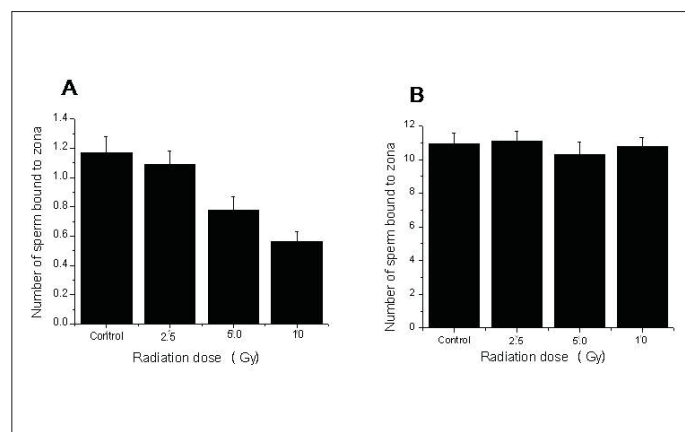 A
Number of sperm bound to zona
1.4
1.2
1.0
0.8
0.6
0.4
0.2
0.0
Control
2.5
5.0
10
Radiation dose ( Gy)
B
Number of sperm bound to zona
12
10
8
6
4
2
0
Control
2.5
5.0
10
Radiation dose ( Gy)